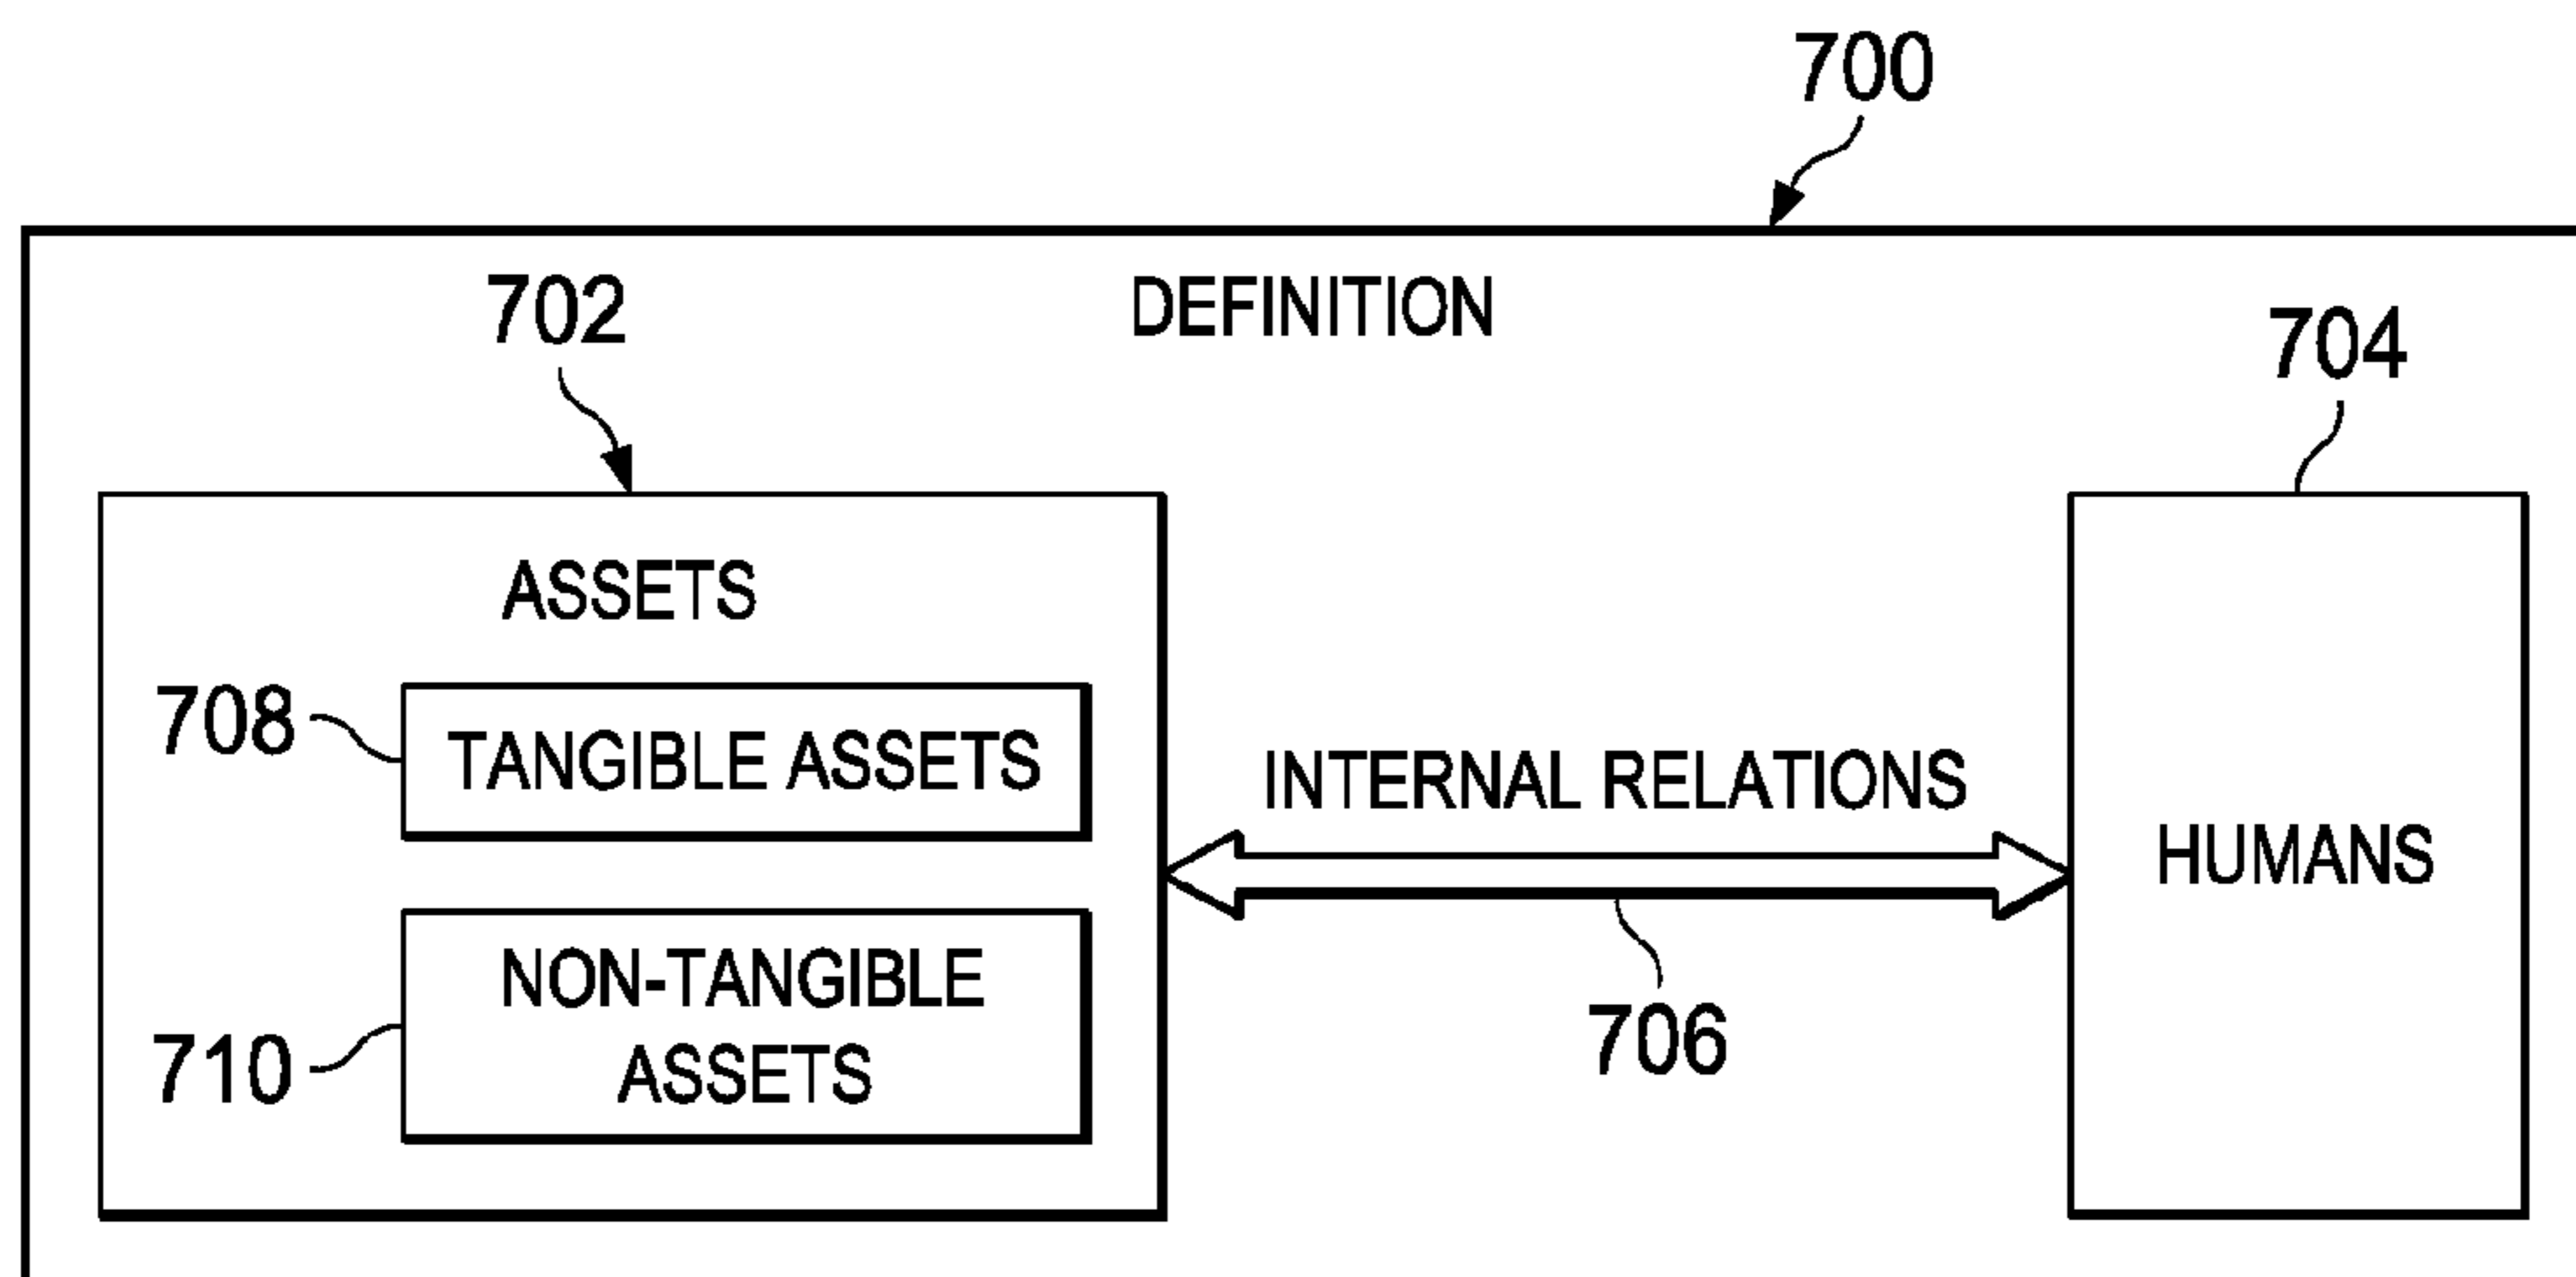 700
DEFINITION
702
704
ASSETS
708
TANGIBLE ASSETS
INTERNAL RELATIONS
HUMANS
NON-TANGIBLE
ASSETS
710
706